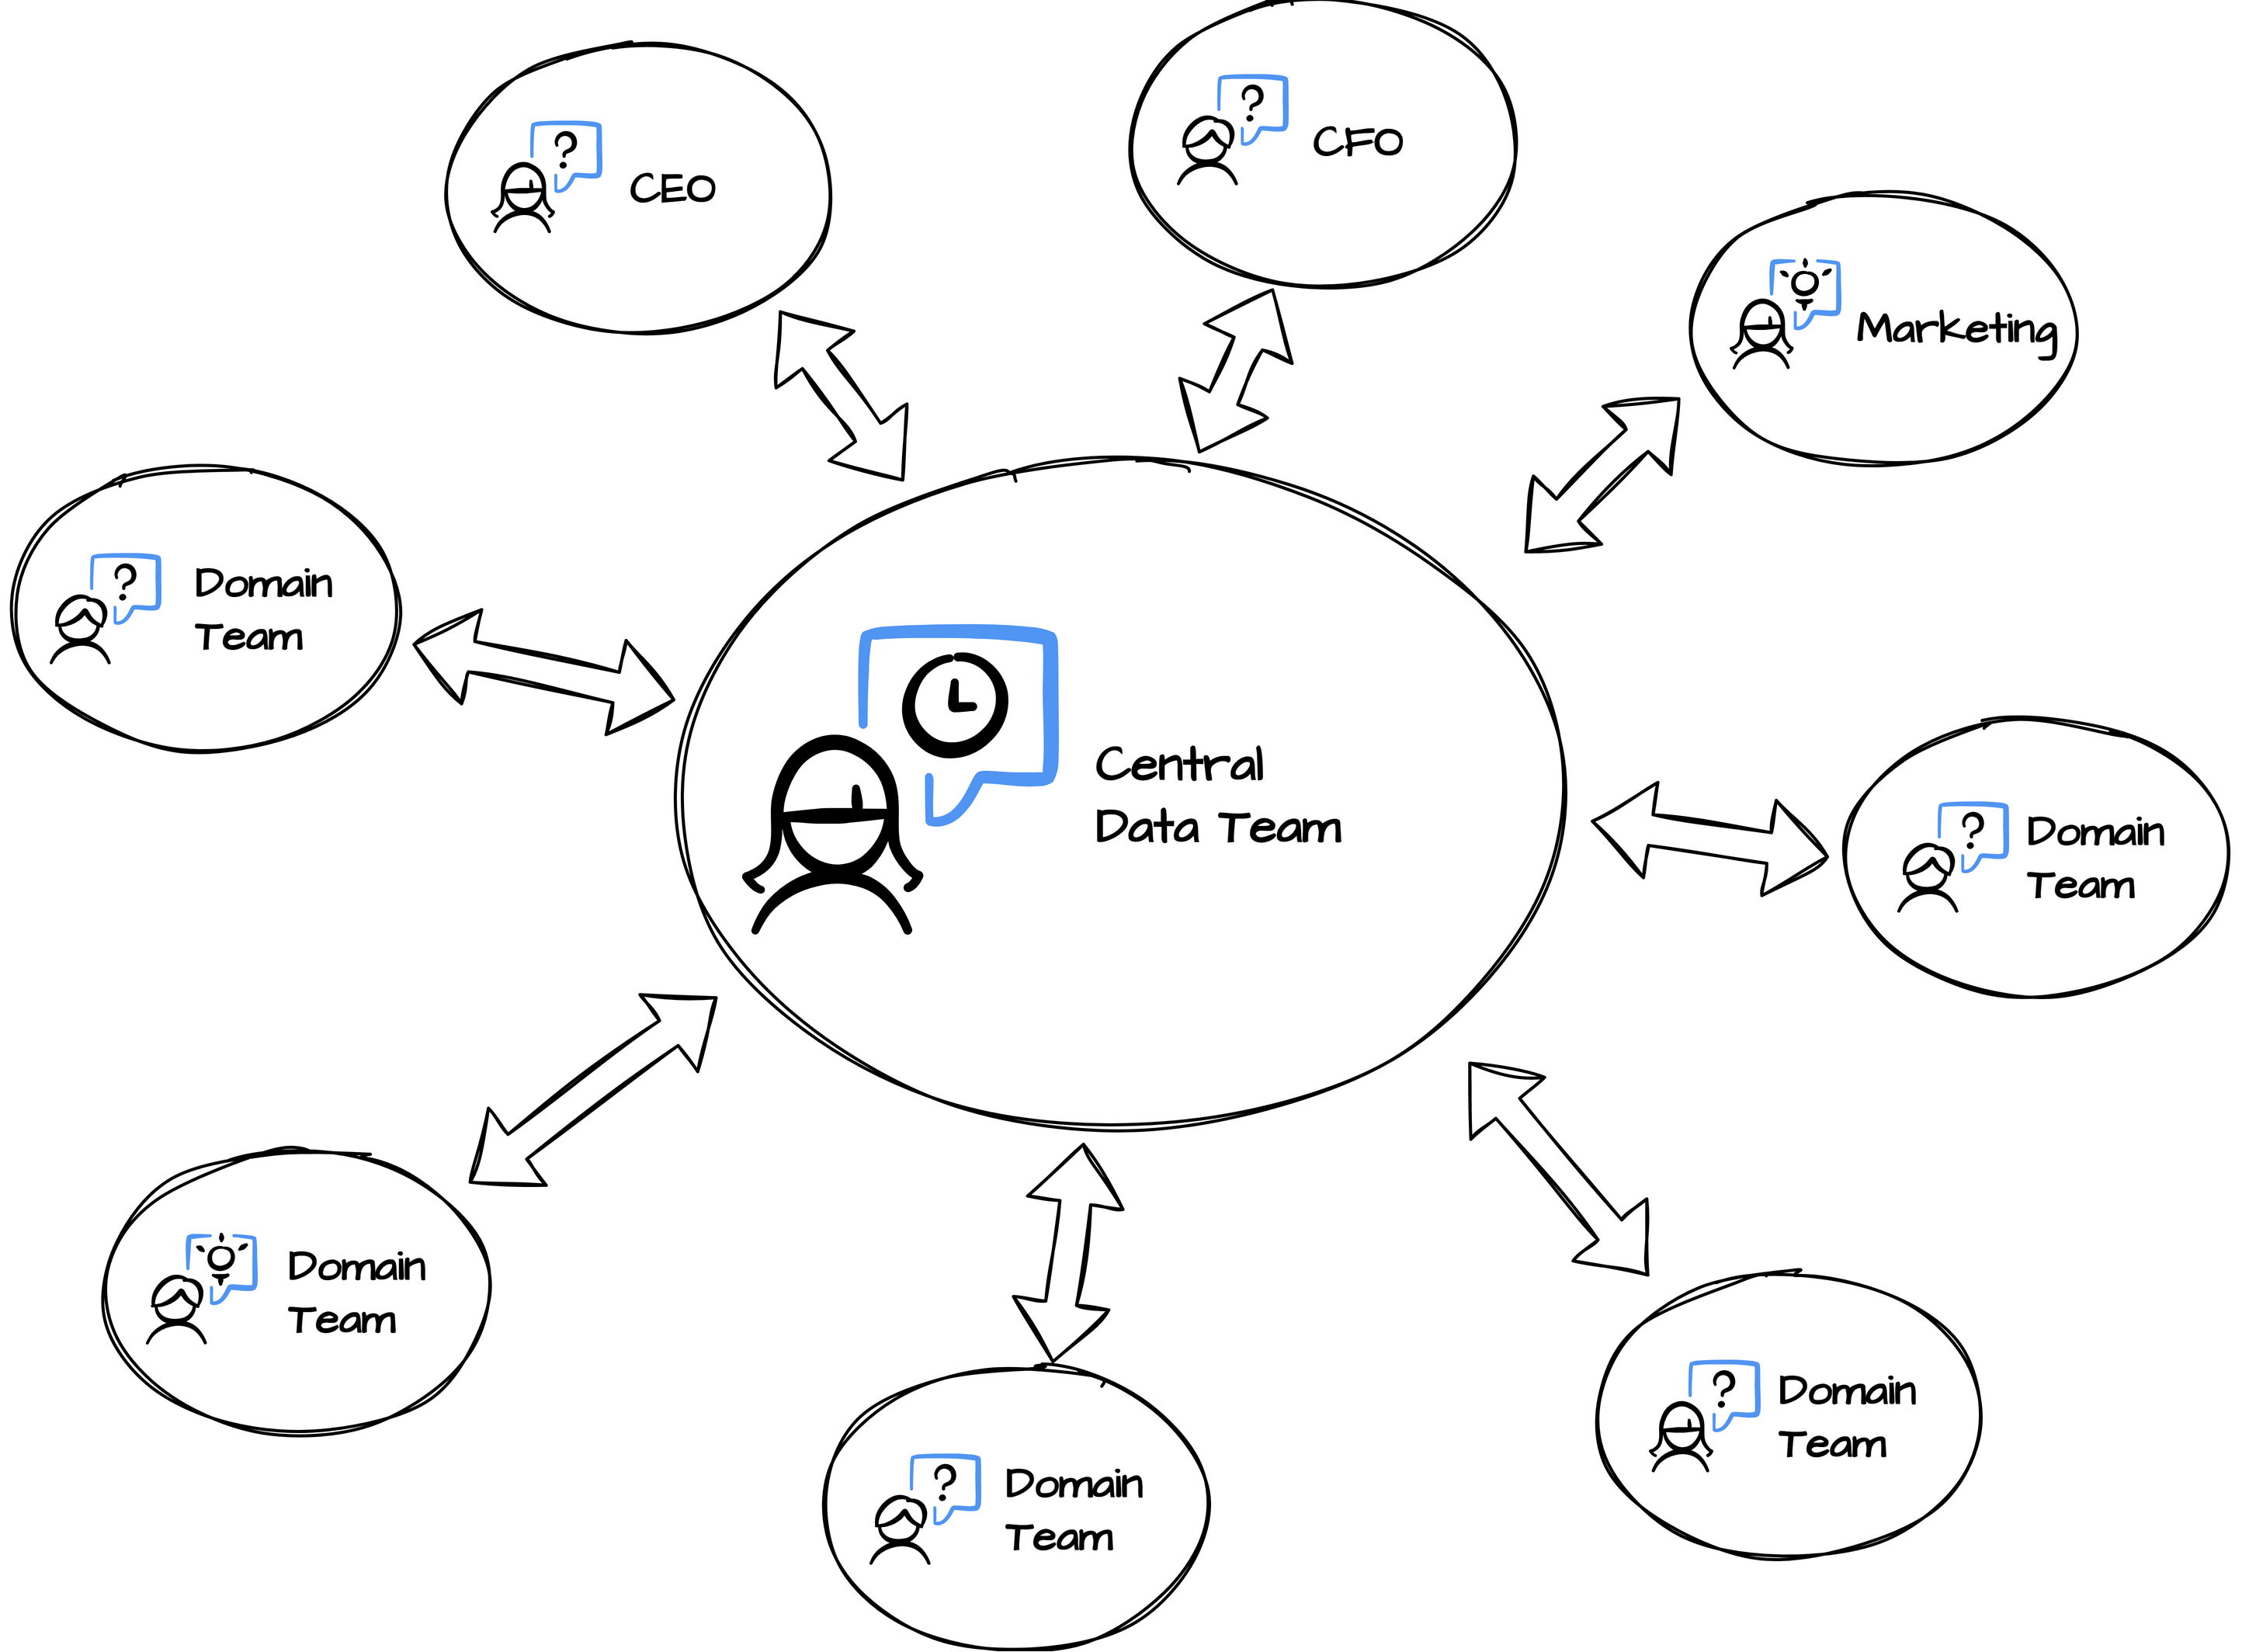 CEO
?
CFO
?
Marketing
?
Domain
Team
Central
Data Team
?
Domain
Team
Domain
Team
?
Domain
Team
?
Domain
Team